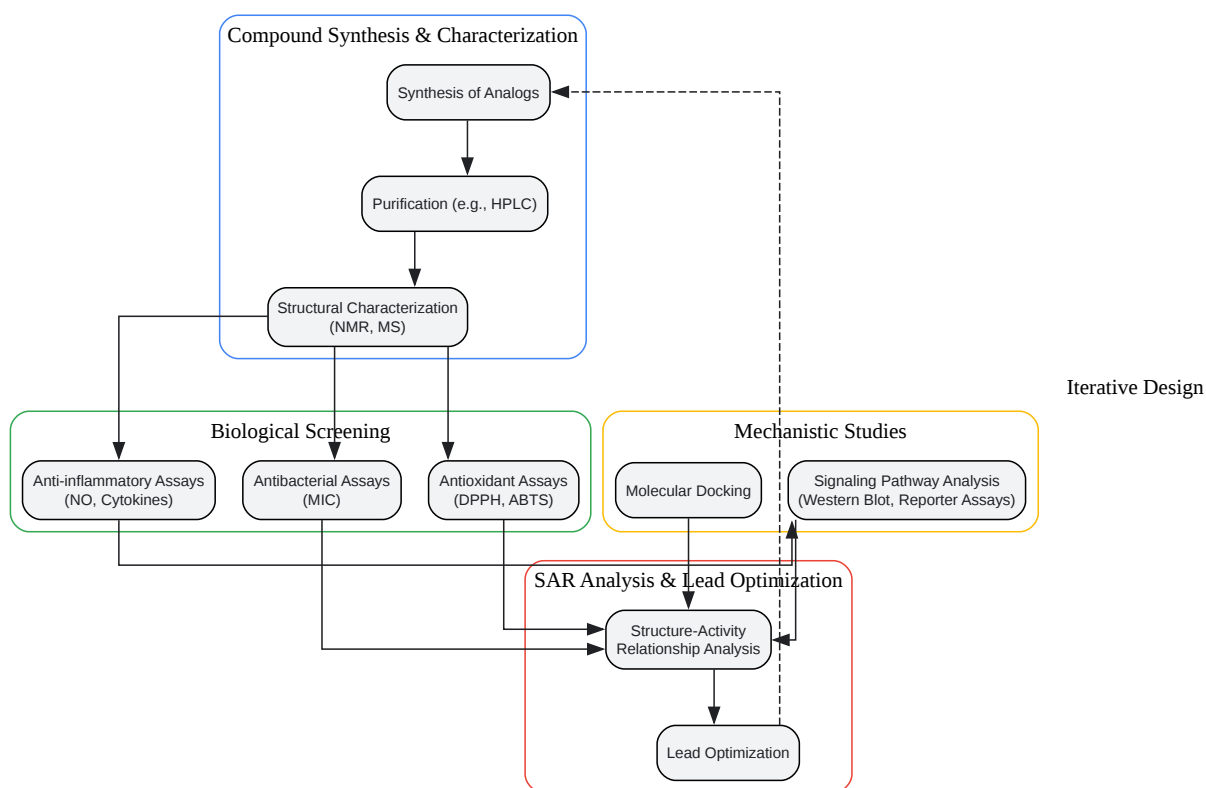 Compound Synthesis & Characterization
Synthesis of Analogs
Purification (e.g., HPLC)
Structural Characterization
(NMR, MS)
Iterative Design
Biological Screening
Anti-inflammatory Assays
(NO, Cytokines)
Antibacterial Assays
(MIC)
Antioxidant Assays
(DPPH, ABTS)
Mechanistic Studies
Molecular Docking
Signaling Pathway Analysis
(Western Blot, Reporter Assays)
SAR Analysis & Lead Optimization
Structure-Activity
Relationship Analysis
Lead Optimization